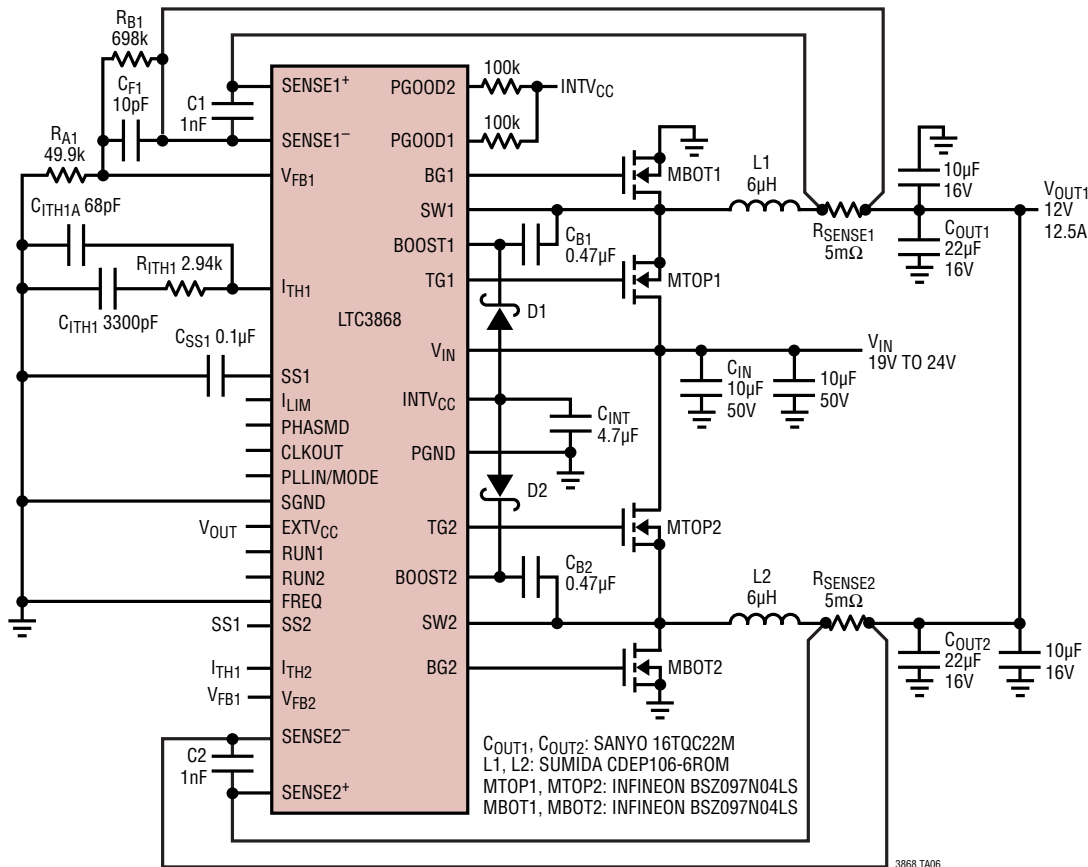 RB1
698k
CF1
10pF
C1
1nF
RA1
49.9k
CITH1A 68pF
RITH1 2.94k
CITH1 3300pF
CSS1 0.1µF
VOUT
SS1
ITH1
VFB1
C2
1nF
SENSE1+
SENSE1–
VFB1
ITH1
SS1
ILIM
PHASMD
CLKOUT
PLLIN/MODE
SGND
EXTVCC
RUN1
RUN2
FREQ
SS2
ITH2
VFB2
SENSE2–
SENSE2+
LTC3868
PGOOD2
PGOOD1
BG1
SW1
BOOST1
TG1
VIN
INTVCC
PGND
TG2
BOOST2
SW2
BG2
100k
INTVCC
100k
MBOT1
L1
6µH
CB1
0.47µF
MTOP1
D1
RSENSE1
5mΩ
10µF
16V
COUT1
22µF
16V
VOUT1
12V
12.5A
VIN
19V TO 24V
CIN
10µF
50V
10µF
50V
CINT
4.7µF
D2
MTOP2
CB2
0.47µF
L2
6µH
RSENSE2
5mΩ
MBOT2
COUT2
22µF
16V
10µF
16V
COUT1, COUT2: SANYO 16TQC22M
L1, L2: SUMIDA CDEP106-6ROM
MTOP1, MTOP2: INFINEON BSZ097N04LS
MBOT1, MBOT2: INFINEON BSZ097N04LS
3868 TA06